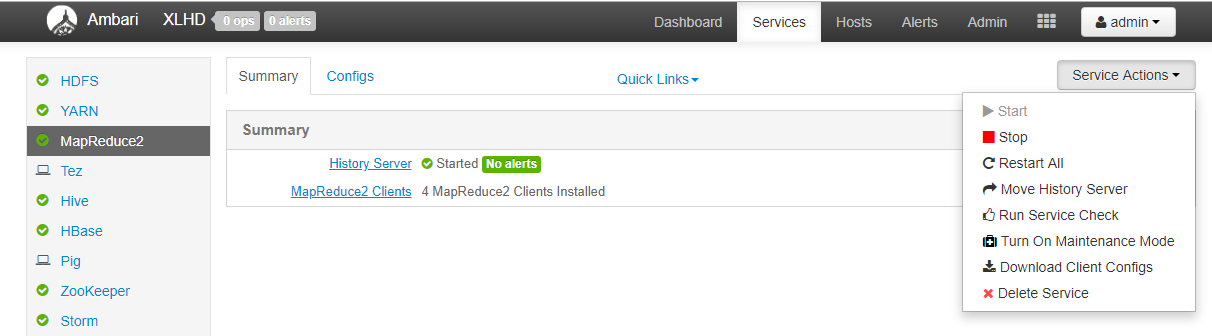 Ambari XLHD 0 ops 0 alerts Dashboard Services Hosts Alerts Admin admin
HDFS
YARN
MapReduce2
Tez
Hive
HBase
Pig
ZooKeeper
Storm
Summary Configs Quick Links Service Actions
Summary
History Server Started No alerts
MapReduce2 Clients 4 MapReduce2 Clients Installed
Start
Stop
Restart All
Move History Server
Run Service Check
Turn On Maintenance Mode
Download Client Configs
Delete Service